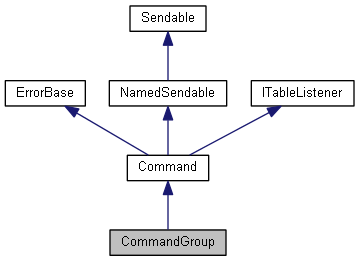 Sendable
ErrorBase
NamedSendable
ITableListener
Command
CommandGroup